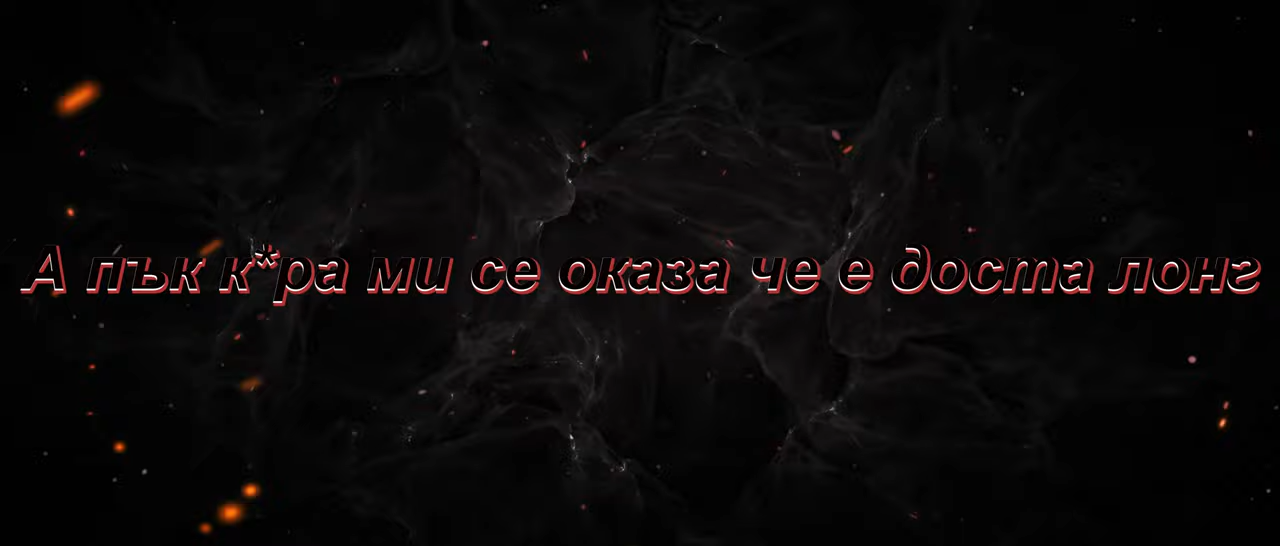 А пък к*ра ми се оказа че е доста лонг